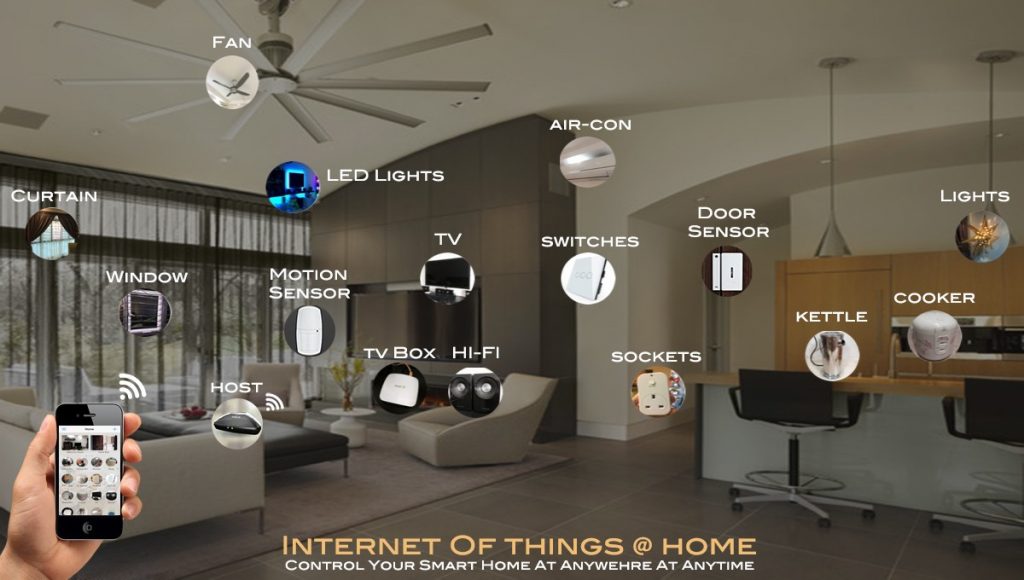 Fan
AIR-CON
LED Lights
Curtain
Lights
Door
Sensor
TV
SWITCHES
Window
Motion
Sensor
COOKER
KETTLE
TV Box
HI-FI
SOCKETS
HOST
Internet Of things @ home
Control Your Smart Home At Anywehre At Anytime